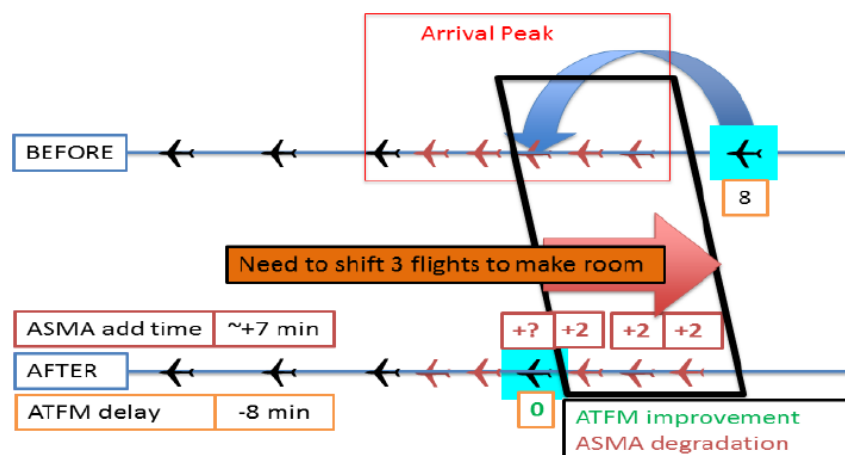 Arrival Peak
BEFORE
8
Need to shift 3 flights to make room
ASMA add time ~+7 min
+? +2 +2 +2
AFTER
ATFM delay -8 min
0
ATFM improvement
ASMA degradation